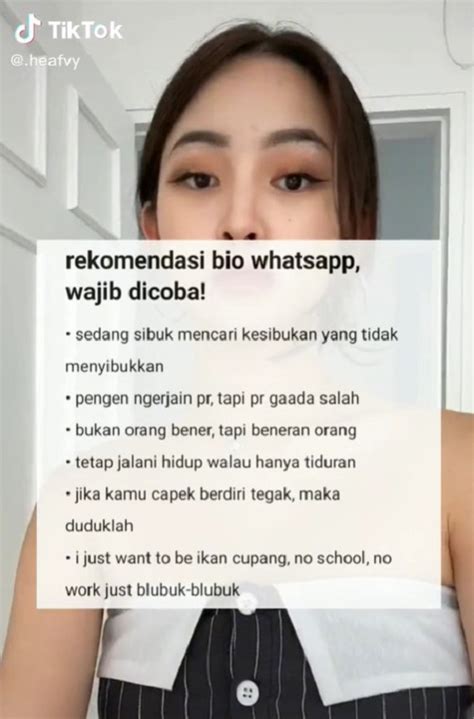 TikTok
@.heafvy
rekomendasi bio whatsapp,
wajib dicoba!
• sedang sibuk mencari kesibukan yang tidak
menyibukkan
• pengen ngerjain pr, tapi pr gaada salah
• bukan orang bener, tapi beneran orang
• tetap jalani hidup walau hanya tiduran
• jika kamu capek berdiri tegak, maka
duduklah
• i just want to be ikan cupang, no school, no
work just blubuk-blubuk